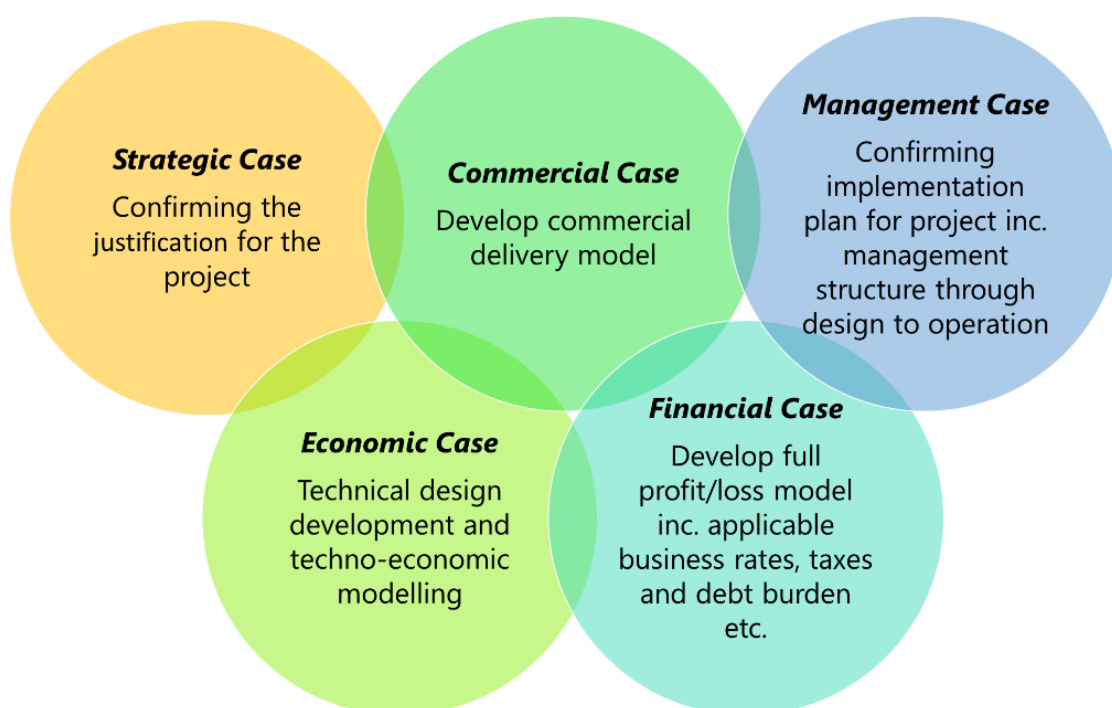 Strategic Case
Confirming the
justification for the
project
Commercial Case
Develop commercial
delivery model
Management Case
Confirming
implementation
plan for project inc.
management
structure through
design to operation
Economic Case
Technical design
development and
techno-economic
modelling
Financial Case
Develop full
profit/loss model
inc. applicable
business rates, taxes
and debt burden
etc.